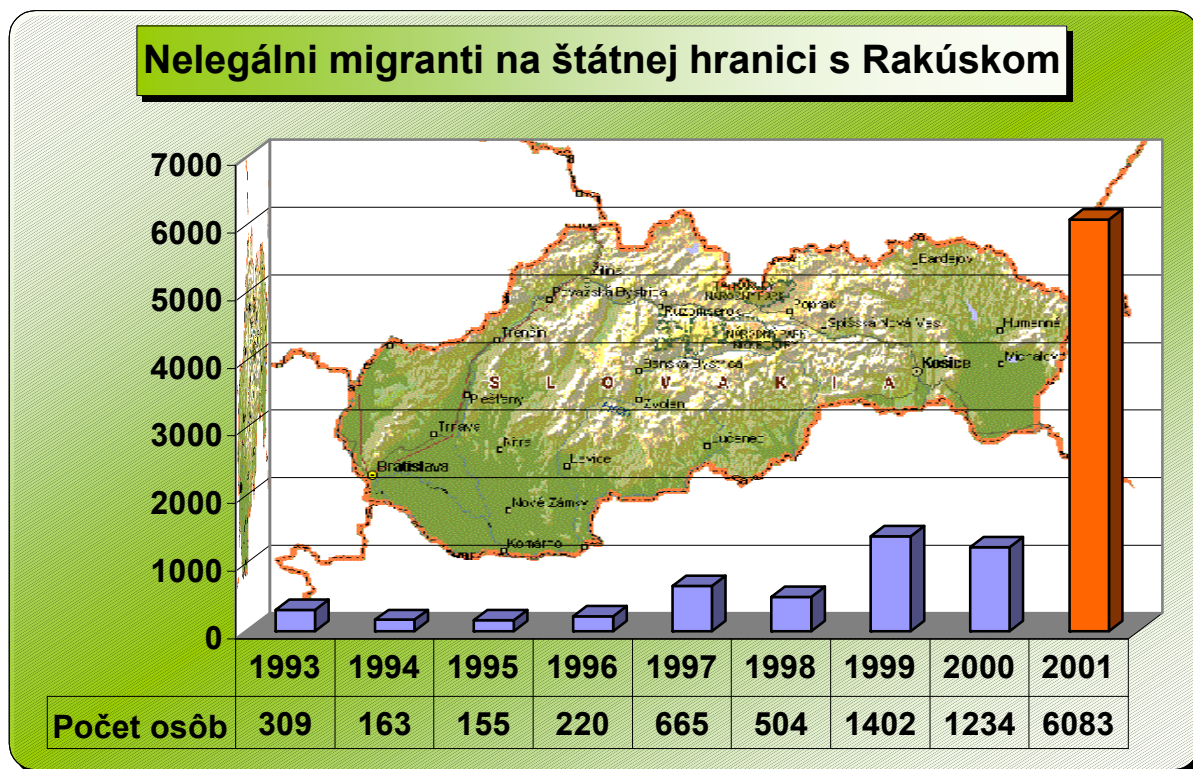 Nelegálni migranti na štátnej hranici s Rakúskom
7000
6000
5000
4000
3000
2000
1000
0
Bardejov
Považská Bystrica
Poprad
Spišská Nová Ves
Humenné
Trenčín
Michalovce
Banská Bystrica
Košice
S L O V A K I A
Piešťany
Zvolen
Trnava
Nitra
Lučenec
Bratislava
Levice
Nové Zámky
Komárno
1993 1994 1995 1996 1997 1998 1999 2000 2001
Počet osôb 309 163 155 220 665 504 1402 1234 6083